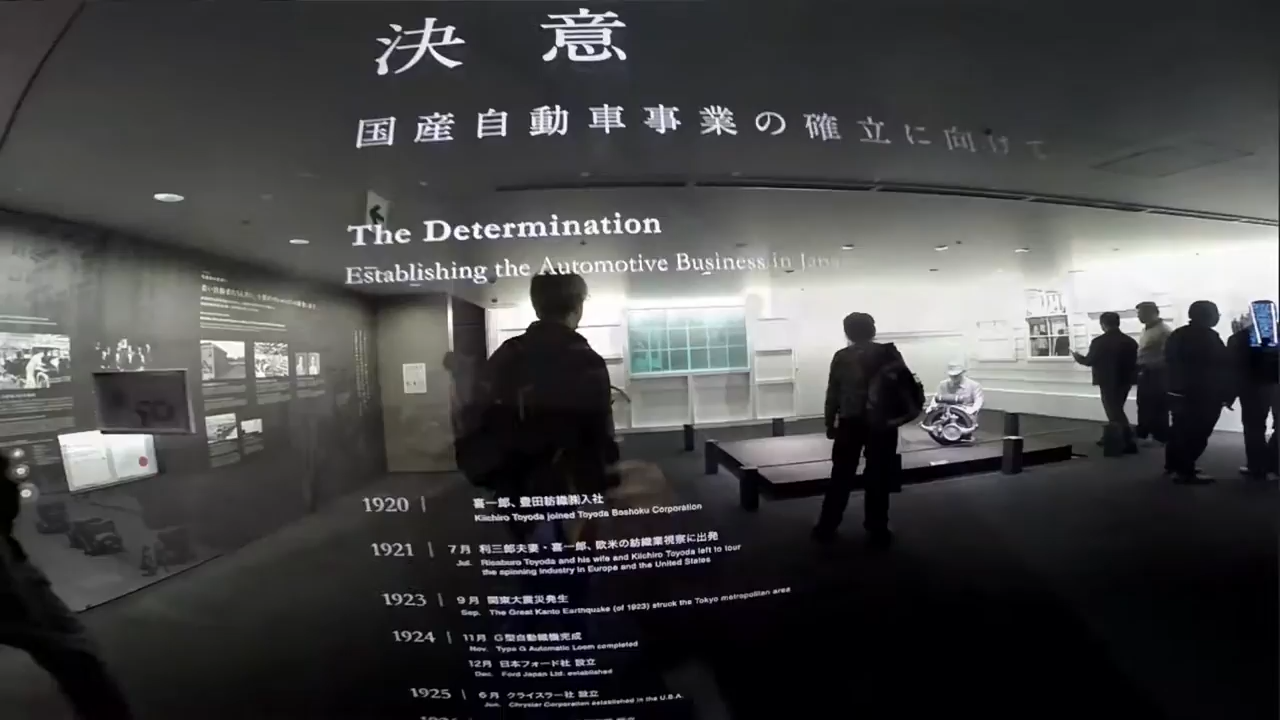 決意
国産自動車事業の確立に向けて
The Determination
Establishing the Automotive Business in Japan
1920 | 喜一郎、豊田紡織㈱入社
Kiichiro Toyoda joined Toyoda Boshoku Corporation
1921 | 7月 利三郎夫妻・喜一郎、欧米の紡織業視察に出発
Jul. Risaburo Toyoda and his wife and Kiichiro Toyoda left to tour
the spinning industry in Europe and the United States
1923 | 9月 関東大震災発生
Sep. The Great Kanto Earthquake (of 1923) struck the Tokyo metropolitan area
1924 | 11月 G型自動織機完成
Nov. Type G Automatic Loom completed
12月 日本フォード社 設立
Dec. Ford Japan Ltd. established
1925 | 6月 クライスラー社 設立
Jun. Chrysler Corporation established in the U.S.A.